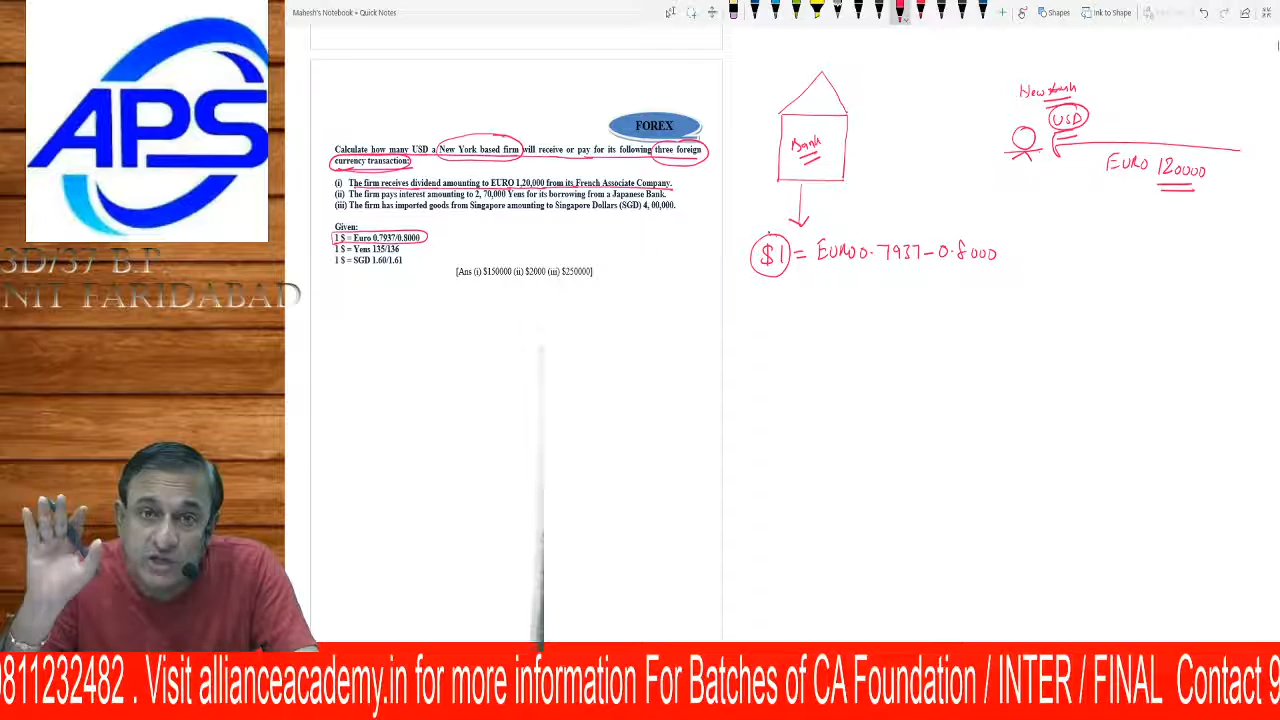 Mahesh's Notebook • Quick Notes
Shapes
Ink to Shape
APS
3D/37 B.P.
NIT FARIDABAD
FOREX
Calculate how many USD a New York based firm will receive or pay for its following three foreign
currency transaction:
(i) The firm receives dividend amounting to EURO 1,20,000 from its French Associate Company.
(ii) The firm pays interest amounting to 2, 70,000 Yens for its borrowing from a Japanese Bank.
(iii) The firm has imported goods from Singapore amounting to Singapore Dollars (SGD) 4, 00,000.
Given:
1 $ = Euro 0.7937/0.8000
1 $ = Yens 135/136
1 $ = SGD 1.60/1.61
[Ans (i) $150000 (ii) $2000 (iii) $250000]
Bank
$1 = EURO 0.7937 - 0.8000
USD
EURO 120000
0811232482 . Visit allianceacademy.in for more information For Batches of CA Foundation / INTER / FINAL Contact 9